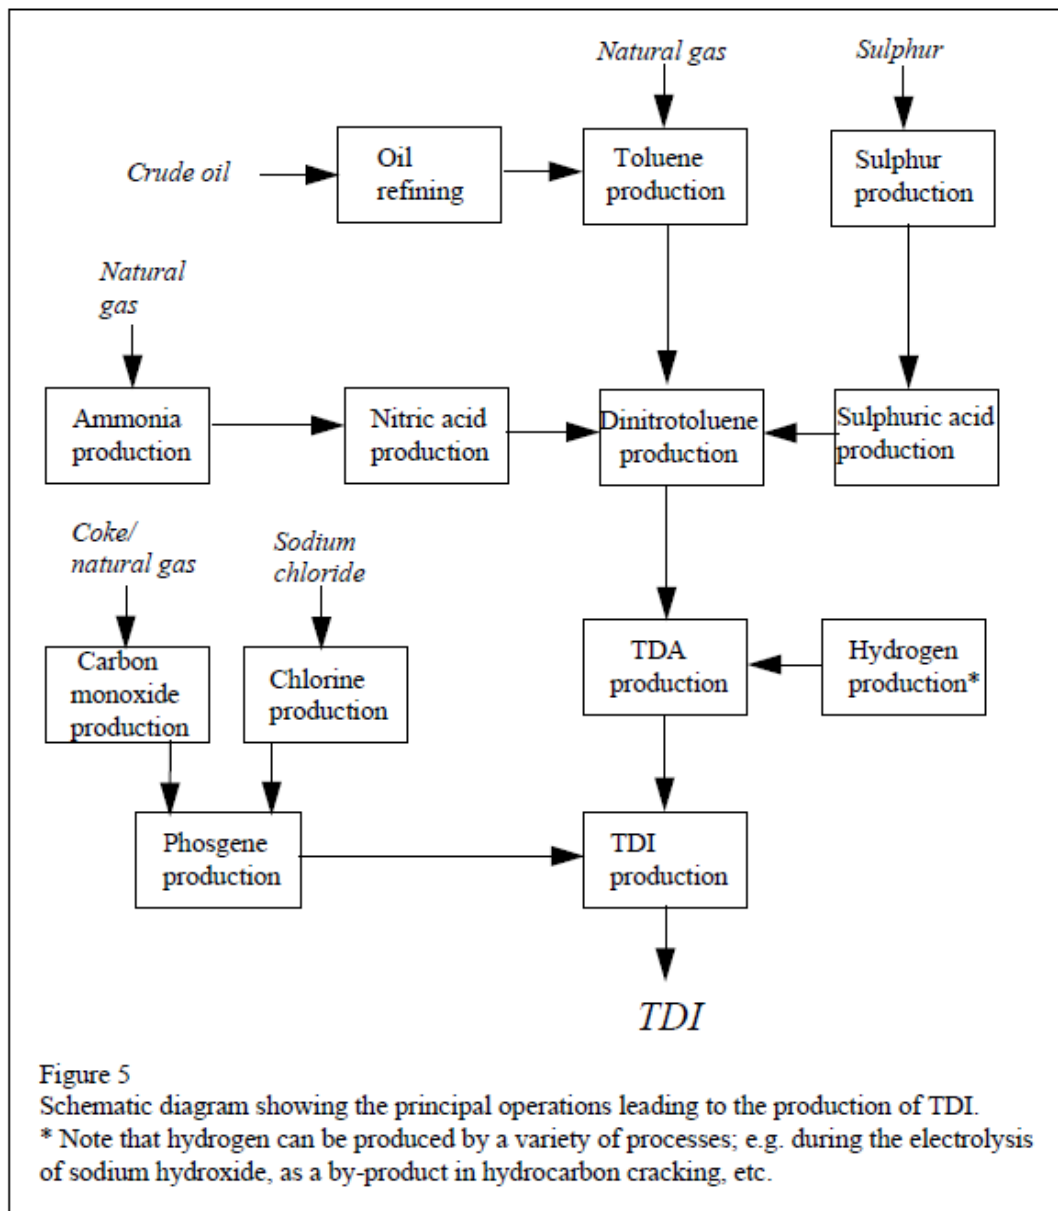 Natural gas
Sulphur
Crude oil
Oil
refining
Toluene
production
Sulphur
production
Natural
gas
Ammonia
production
Nitric acid
production
Dinitrotoluene
production
Sulphuric acid
production
Coke/
natural gas
Sodium
chloride
Carbon
monoxide
production
Chlorine
production
TDA
production
Hydrogen
production*
Phosgene
production
TDI
production
TDI
Figure 5
Schematic diagram showing the principal operations leading to the production of TDI.
* Note that hydrogen can be produced by a variety of processes; e.g. during the electrolysis
of sodium hydroxide, as a by-product in hydrocarbon cracking, etc.